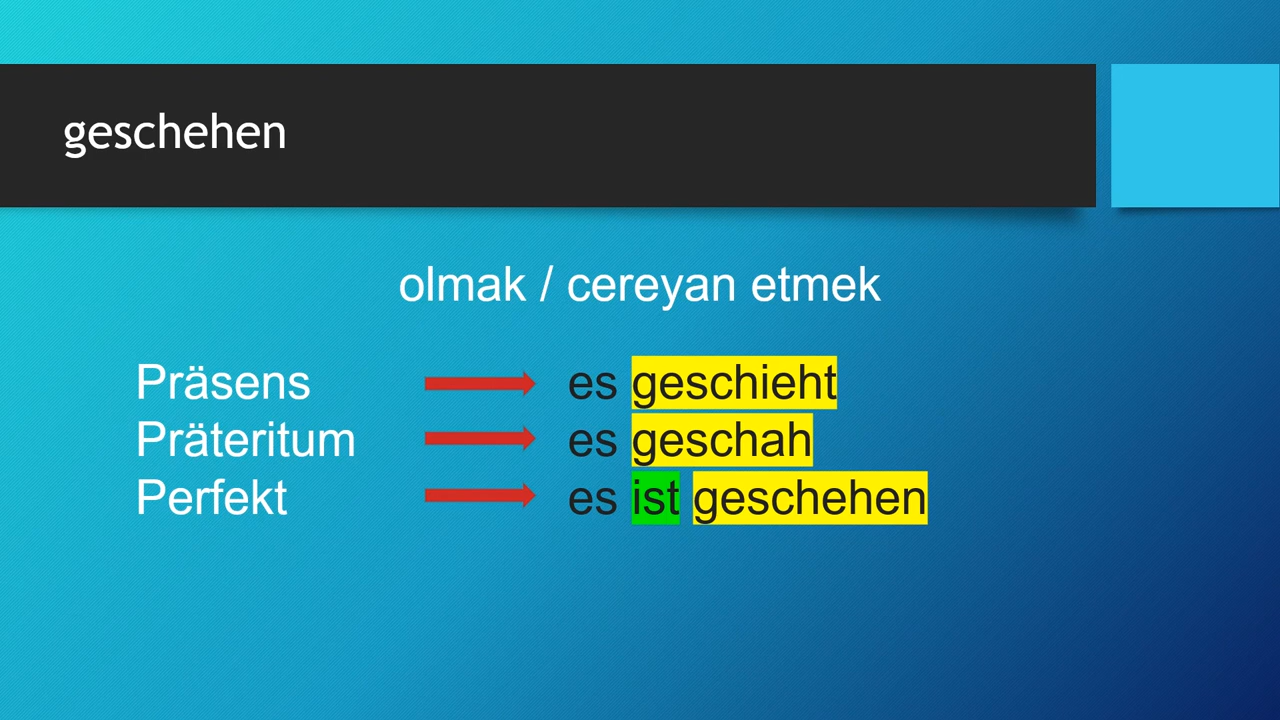 geschehen
olmak / cereyan etmek
Präsens es geschieht
Präteritum es geschah
Perfekt es ist geschehen